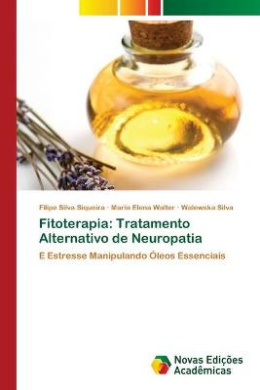 Filipe Silva Siqueira · Maria Elena Walter · Walewska Silva
Fitoterapia: Tratamento
Alternativo de Neuropatia
E Estresse Manipulando Óleos Essenciais
Novas Edições
Acadêmicas